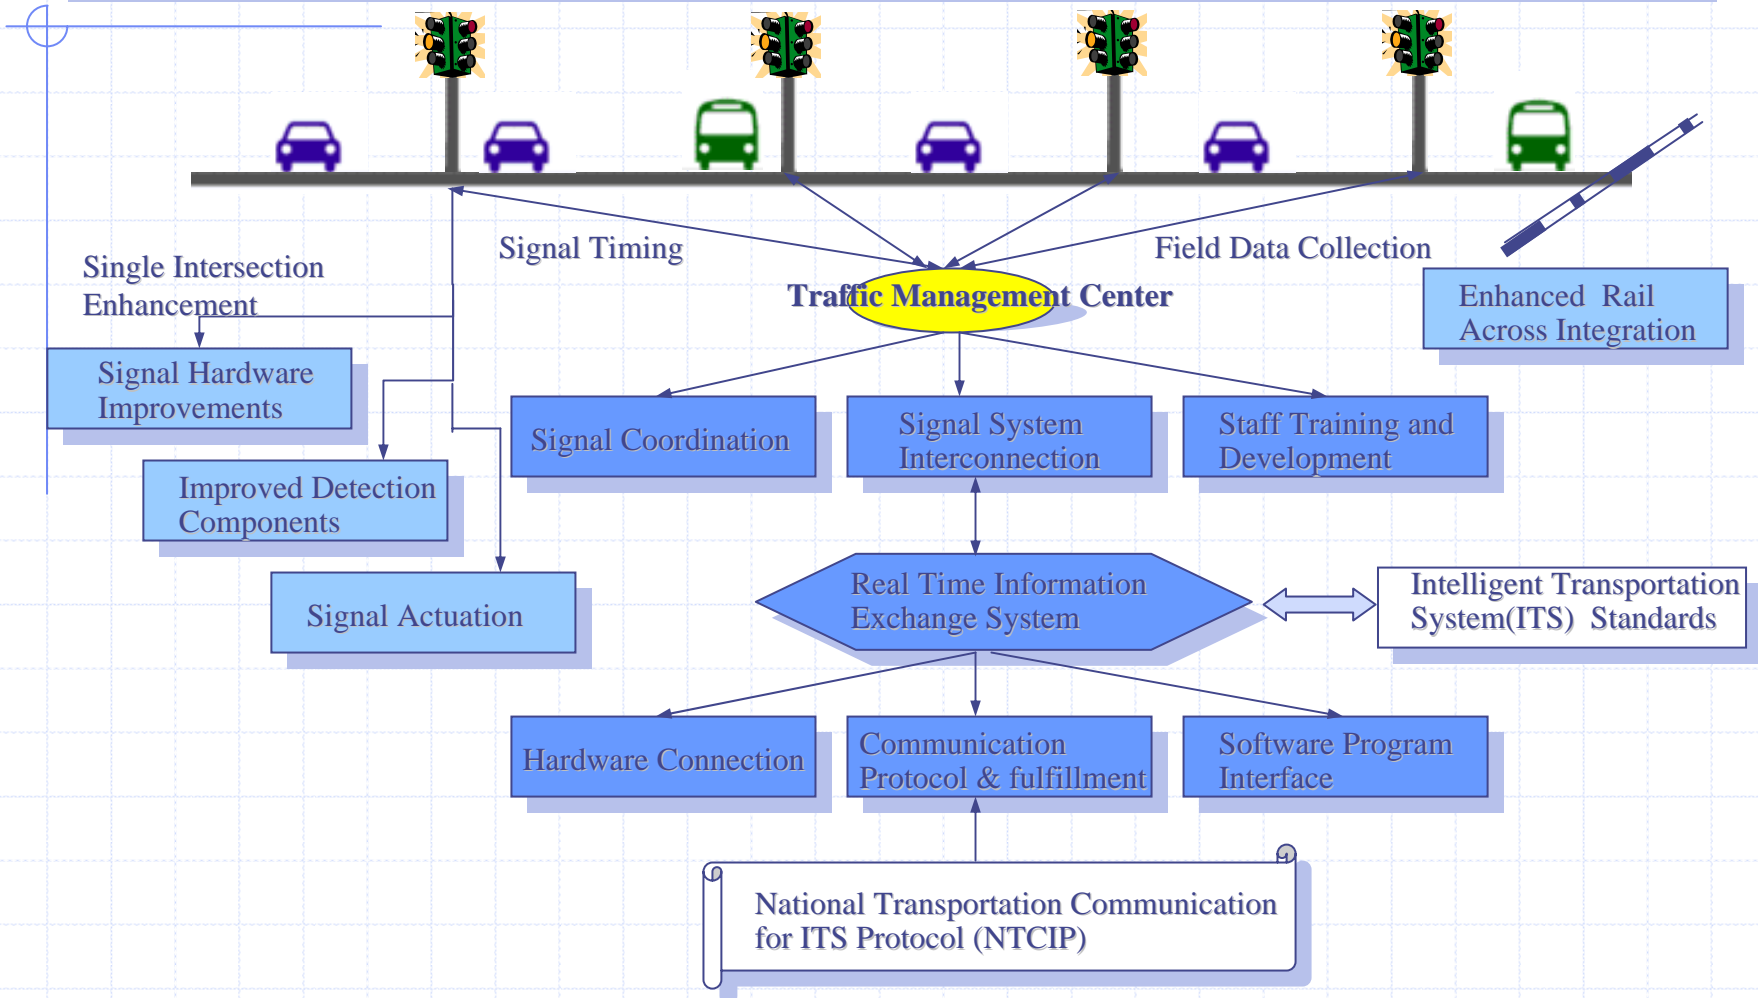 Signal Timing
Field Data Collection
Single Intersection
Enhancement
Traffic Management Center
Enhanced Rail
Across Integration
Signal Hardware
Improvements
Signal Coordination
Signal System
Interconnection
Staff Training and
Development
Improved Detection
Components
Signal Actuation
Real Time Information
Exchange System
Intelligent Transportation
System(ITS) Standards
Hardware Connection
Communication
Protocol & fulfillment
Software Program
Interface
National Transportation Communication
for ITS Protocol (NTCIP)